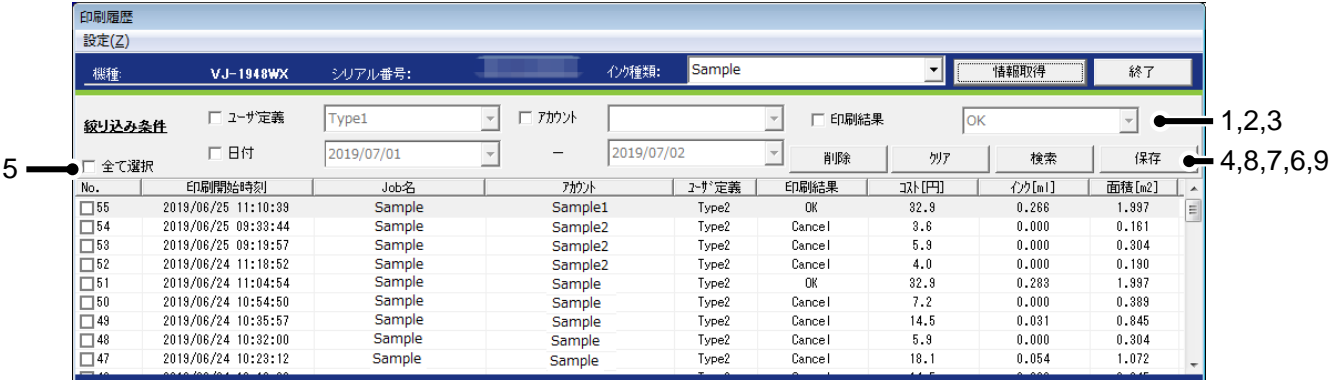 印刷履歴
設定(Z)
機種: VJ-1948WX シリアル番号: インク種類: Sample 情報取得 終了
絞り込み条件 ユーザ定義 Type1 アカウント 印刷結果 OK 1,2,3
日付 2019/07/01 ー 2019/07/02 削除 クリア 検索 保存 4,8,7,6,9
5 全て選択
No. 印刷開始時刻 Job名 アカウント ユーザ定義 印刷結果 コスト[円] インク[ml] 面積[m2]
55 2019/06/25 11:10:39 Sample Sample1 Type2 OK 32.9 0.266 1.997
54 2019/06/25 09:33:44 Sample Sample2 Type2 Cancel 3.6 0.000 0.161
53 2019/06/25 09:19:57 Sample Sample2 Type2 Cancel 5.9 0.000 0.304
52 2019/06/24 11:18:52 Sample Sample2 Type2 Cancel 4.0 0.000 0.190
51 2019/06/24 11:04:54 Sample Sample Type2 OK 32.9 0.283 1.997
50 2019/06/24 10:54:50 Sample Sample Type2 Cancel 7.2 0.000 0.389
49 2019/06/24 10:35:57 Sample Sample Type2 Cancel 14.5 0.031 0.845
48 2019/06/24 10:32:00 Sample Sample Type2 Cancel 5.9 0.000 0.304
47 2019/06/24 10:23:12 Sample Sample Type2 Cancel 18.1 0.054 1.072